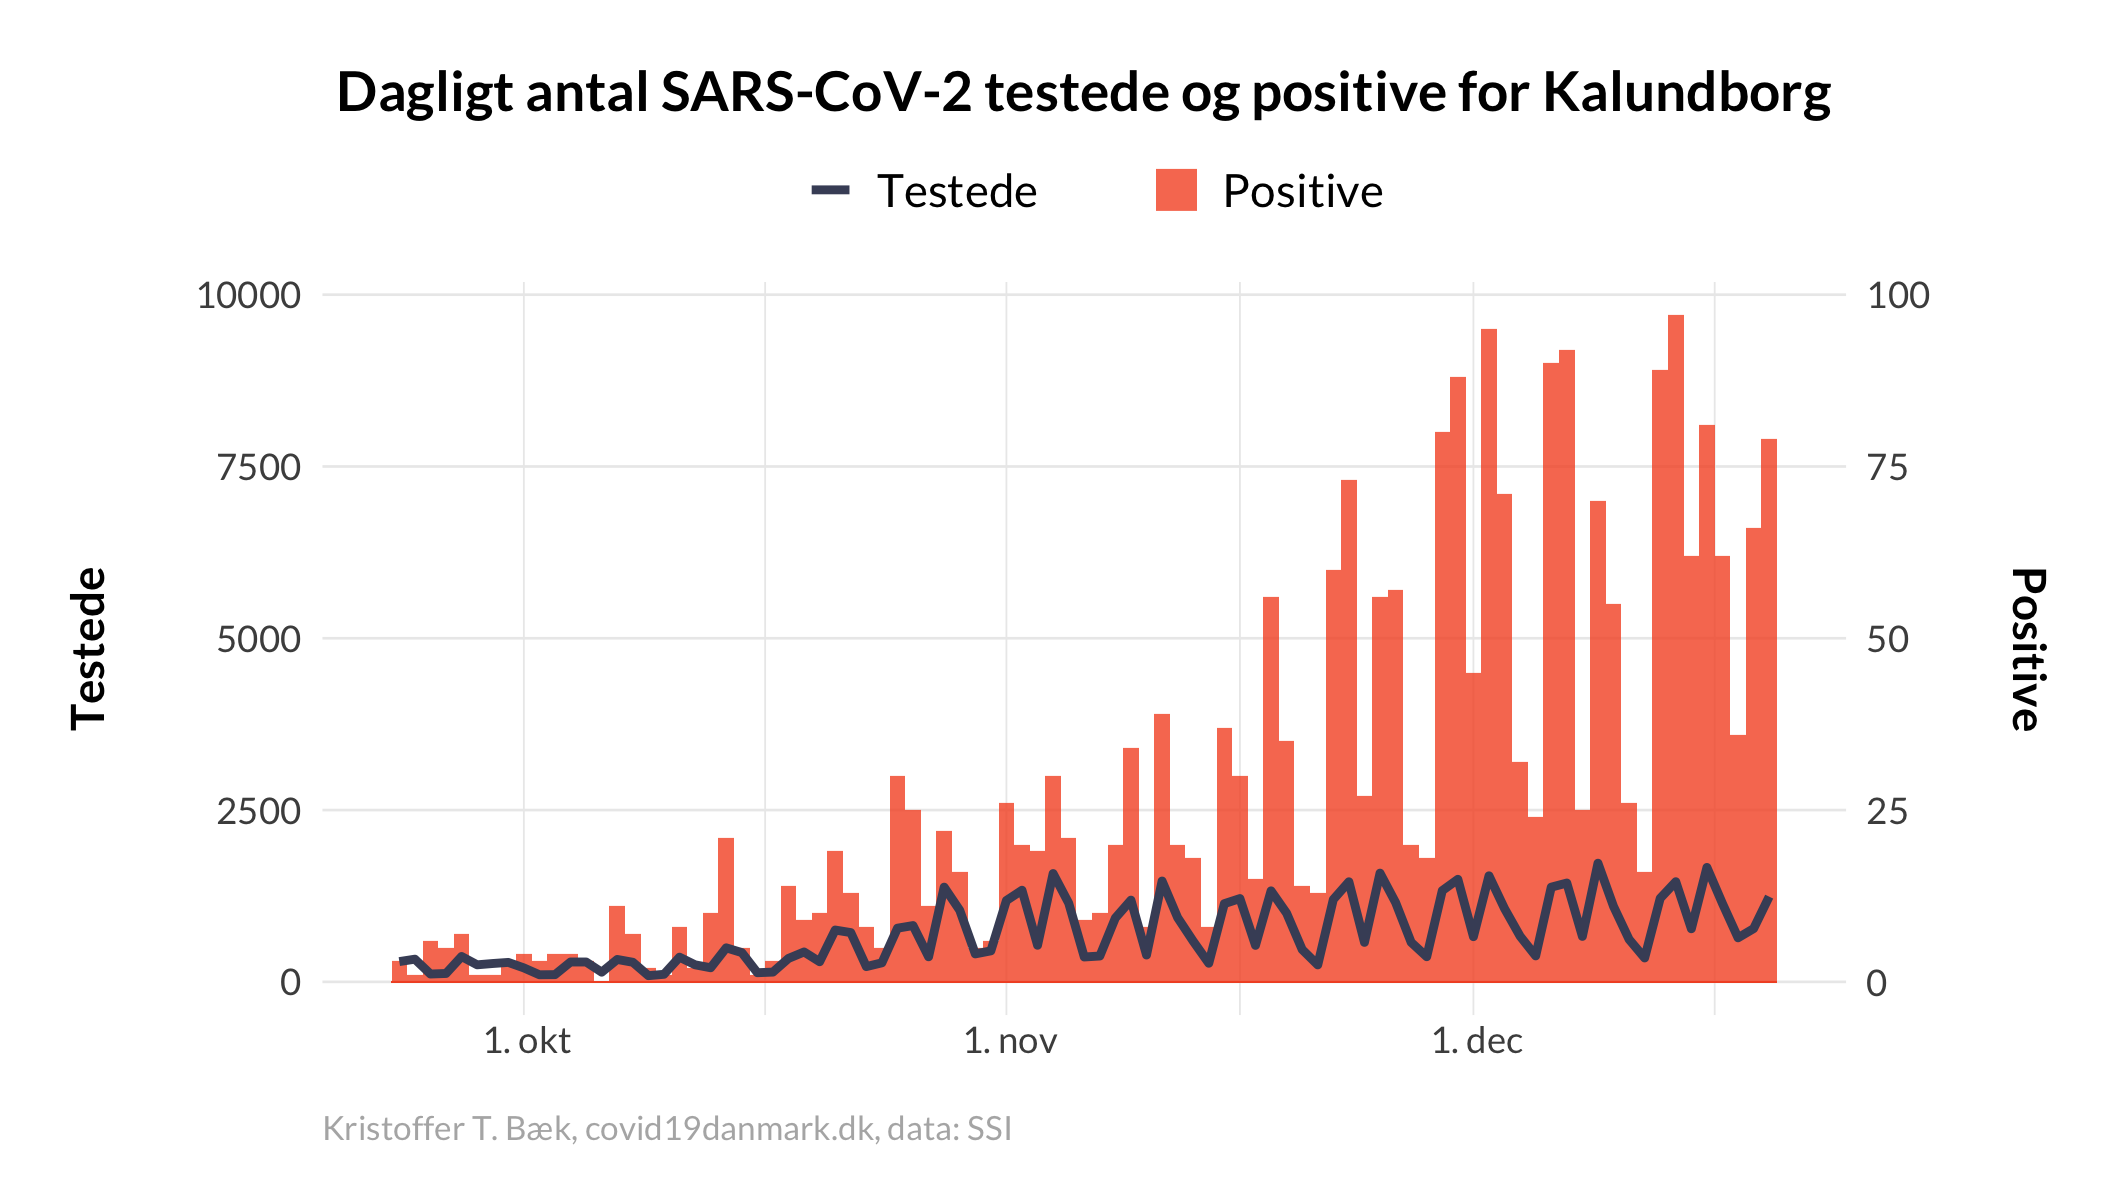 Dagligt antal SARS-CoV-2 testede og positive for Kalundborg
Testede
Positive
10000
7500
5000
2500
0
100
75
50
25
0
Testede
Positive
1. okt
1. nov
1. dec
Kristoffer T. Bæk, covid19danmark.dk, data: SSI